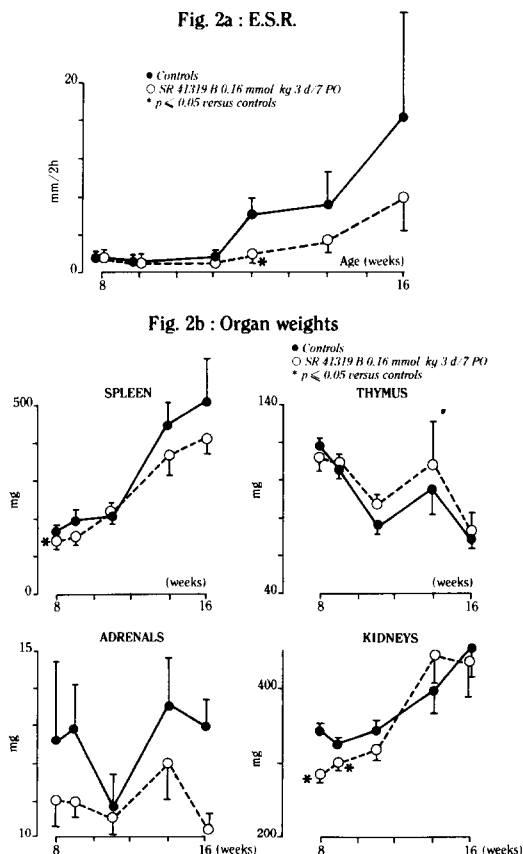 Fig. 2a : E.S.R.
20
● Controls
○ SR 41319 B 0.16 mmol kg 3 d/7 PO
* p ⩽ 0.05 versus controls
mm/2h
*
0
Age (weeks)
8
16
Fig. 2b : Organ weights
● Controls
○ SR 41319 B 0.16 mmol kg 3 d/7 PO
* p ⩽ 0.05 versus controls
SPLEEN
500
mg
*
0
(weeks)
8
16
THYMUS
140
mg
40
(weeks)
8
16
ADRENALS
15
mg
10
8
16 (weeks)
KIDNEYS
400
mg
*
*
200
8
16 (weeks)